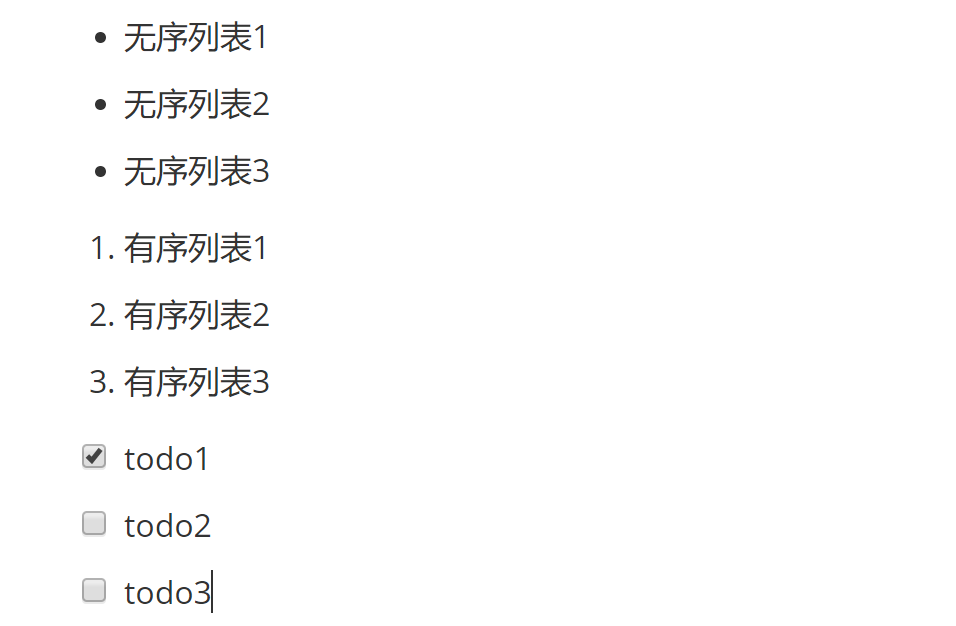 • 无序列表1
• 无序列表2
• 无序列表3
1. 有序列表1
2. 有序列表2
3. 有序列表3
todo1
todo2
todo3